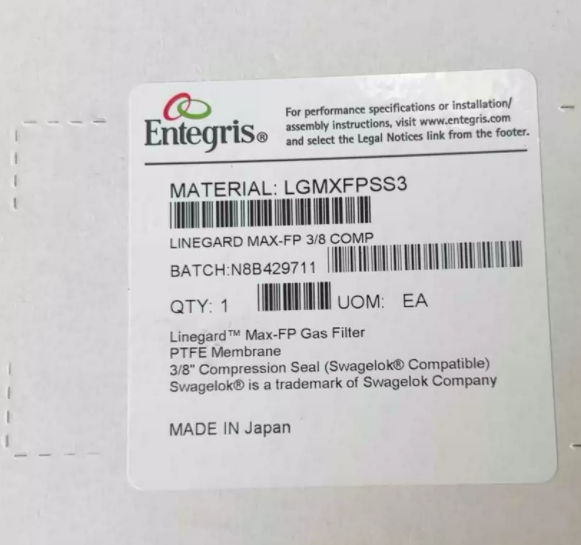 Entegris®
For performance specifications or installation/
assembly instructions, visit www.entegris.com
and select the Legal Notices link from the footer.
MATERIAL: LGMXFPSS3
LINEGARD MAX-FP 3/8 COMP
BATCH:N8B429711
QTY: 1 UOM: EA
Linegard™ Max-FP Gas Filter
PTFE Membrane
3/8" Compression Seal (Swagelok® Compatible)
Swagelok® is a trademark of Swagelok Company
MADE IN Japan